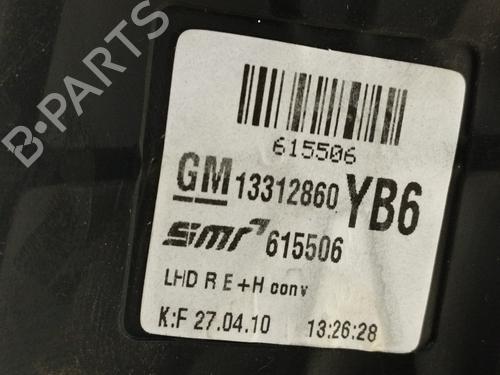 B-PARTS
615506
GM 13312860 YB6
smr 615506
LHD R E+H conv
K:F 27.04.10 13:26:28